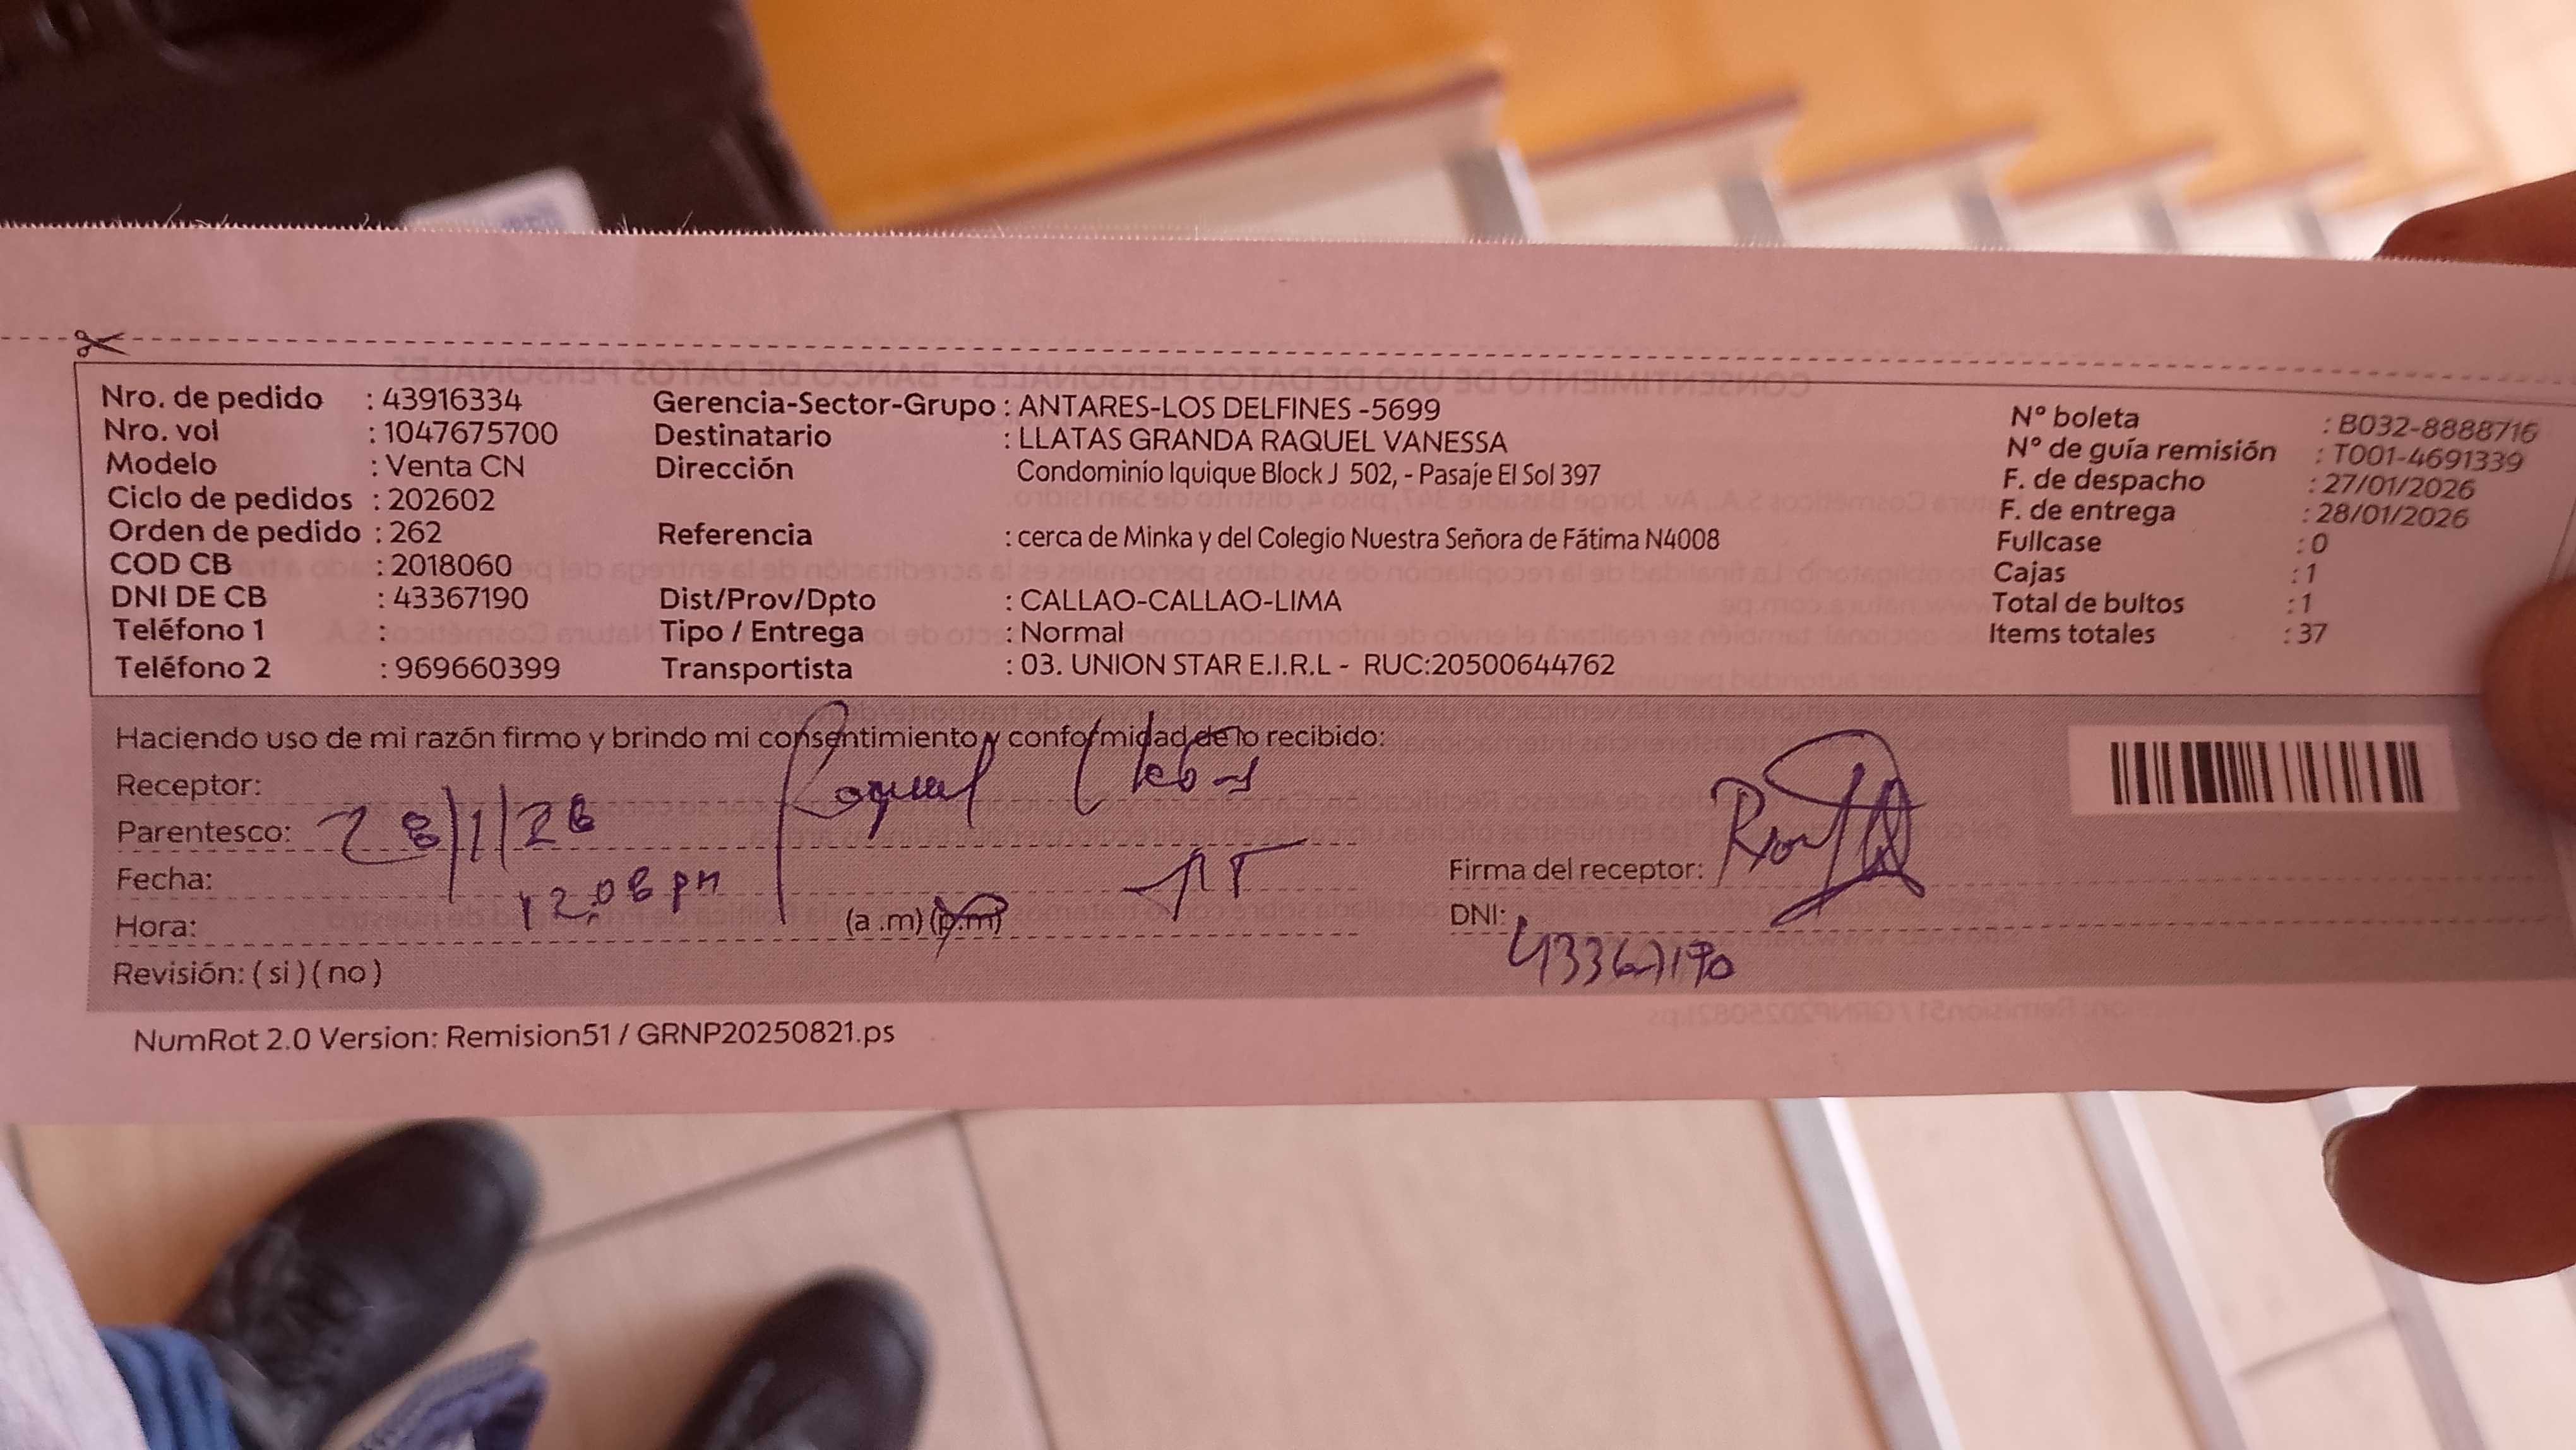 Nro. de pedido : 43916334
Nro. vol : 1047675700
Modelo : Venta CN
Ciclo de pedidos : 202602
Orden de pedido : 262
COD CB : 2018060
DNI DE CB : 43367190
Teléfono 1 :
Teléfono 2 : 969660399
Gerencia-Sector-Grupo : ANTARES-LOS DELFINES -5699
Destinatario : LLATAS GRANDA RAQUEL VANESSA
Dirección Condominio Iquique Block J 502, - Pasaje El Sol 397
Referencia : cerca de Minka y del Colegio Nuestra Señora de Fátima N4008
Dist/Prov/Dpto : CALLAO-CALLAO-LIMA
Tipo / Entrega : Normal
Transportista : 03. UNION STAR E.I.R.L - RUC:20500644762
Nº boleta : B032-8888716
Nº de guía remisión : T001-4691339
F. de despacho : 27/01/2026
F. de entrega : 28/01/2026
Fullcase : 0
Cajas : 1
Total de bultos : 1
Items totales : 37
Haciendo uso de mi razón firmo y brindo mi consentimiento y conformidad de lo recibido:
Receptor: Raquel
Parentesco: 28/1/26
Fecha: 12:08 pm
Hora: (a .m) (p.m)
Revisión: ( si ) ( no )
Firma del receptor:
DNI: 43367190
NumRot 2.0 Version: Remision51 / GRNP20250821.ps